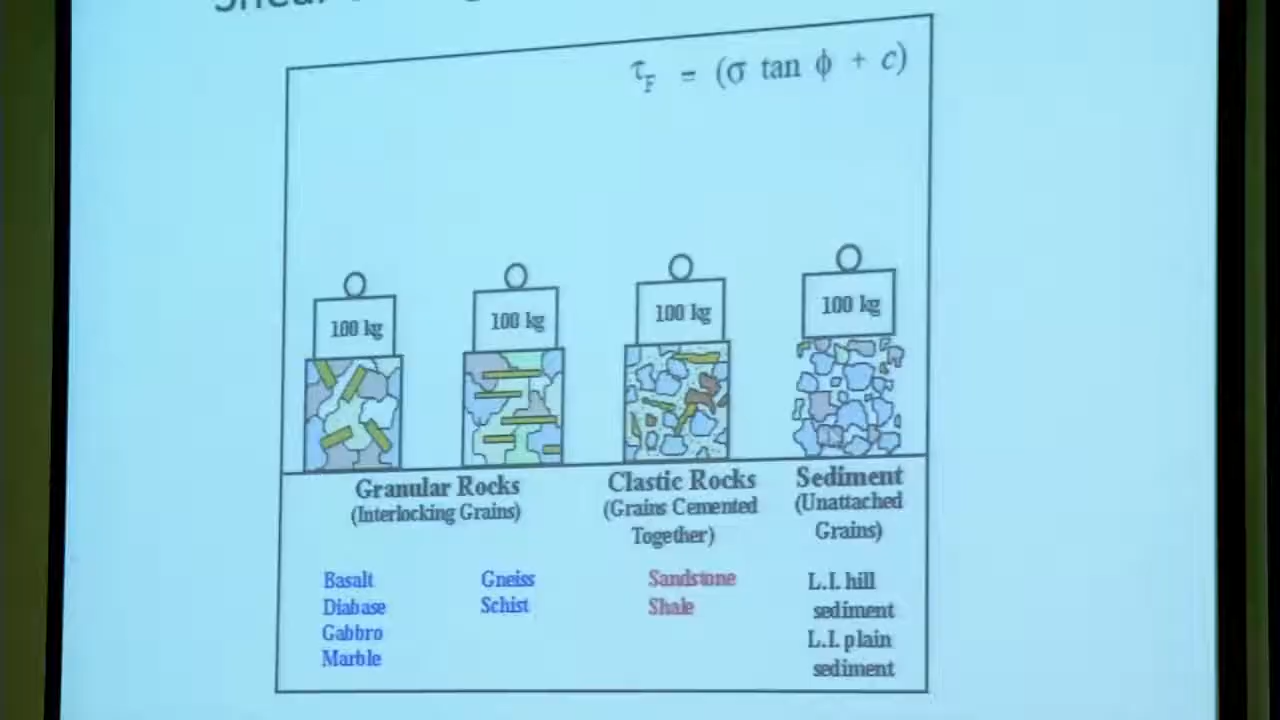 τF = (σ tan ϕ + c)
100 kg
100 kg
100 kg
100 kg
Granular Rocks
(Interlocking Grains)
Clastic Rocks
(Grains Cemented
Together)
Sediment
(Unattached
Grains)
Basalt
Diabase
Gabbro
Marble
Gneiss
Schist
Sandstone
Shale
L.I. hill
sediment
L.I. plain
sediment